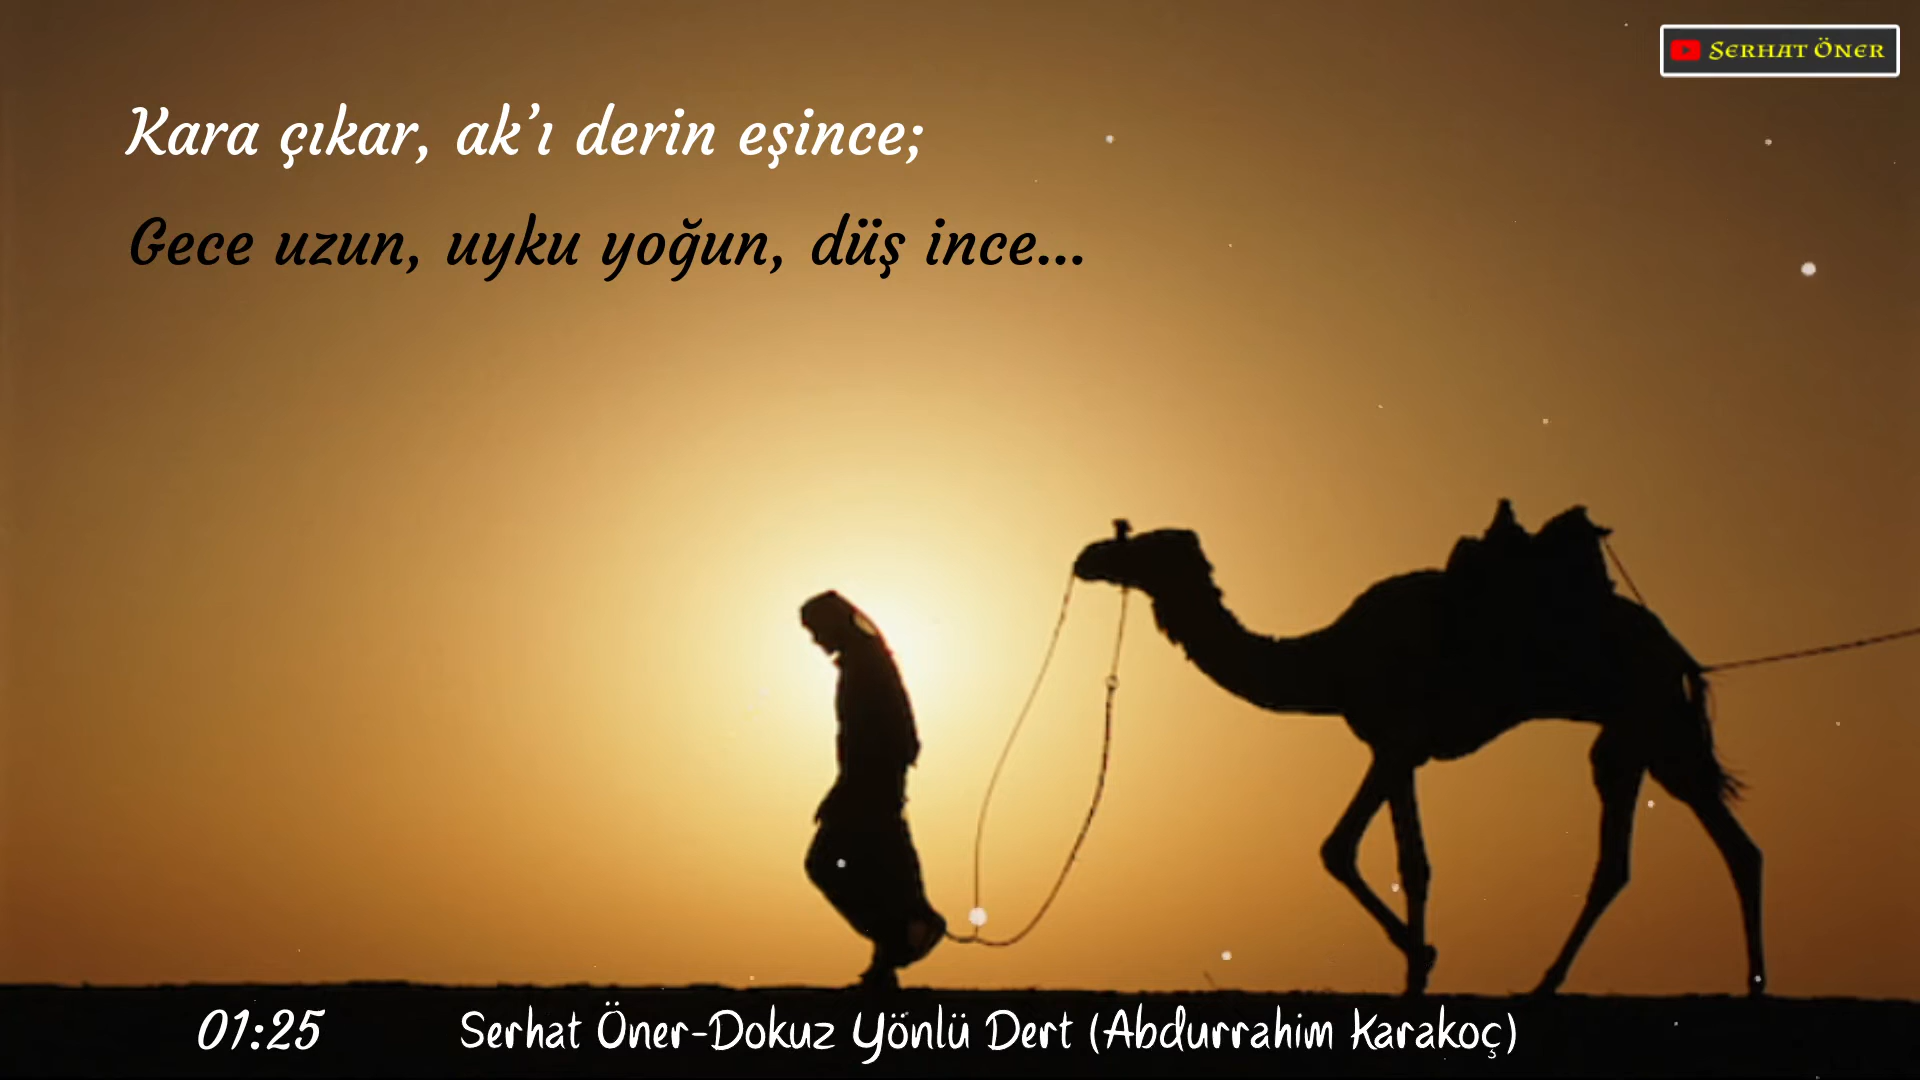 SERHAT ÖNER
Kara çıkar, ak’ı derin eşince;
Gece uzun, uyku yoğun, düş ince...
01:25
Serhat Öner-Dokuz Yönlü Dert (Abdurrahim Karakoç)